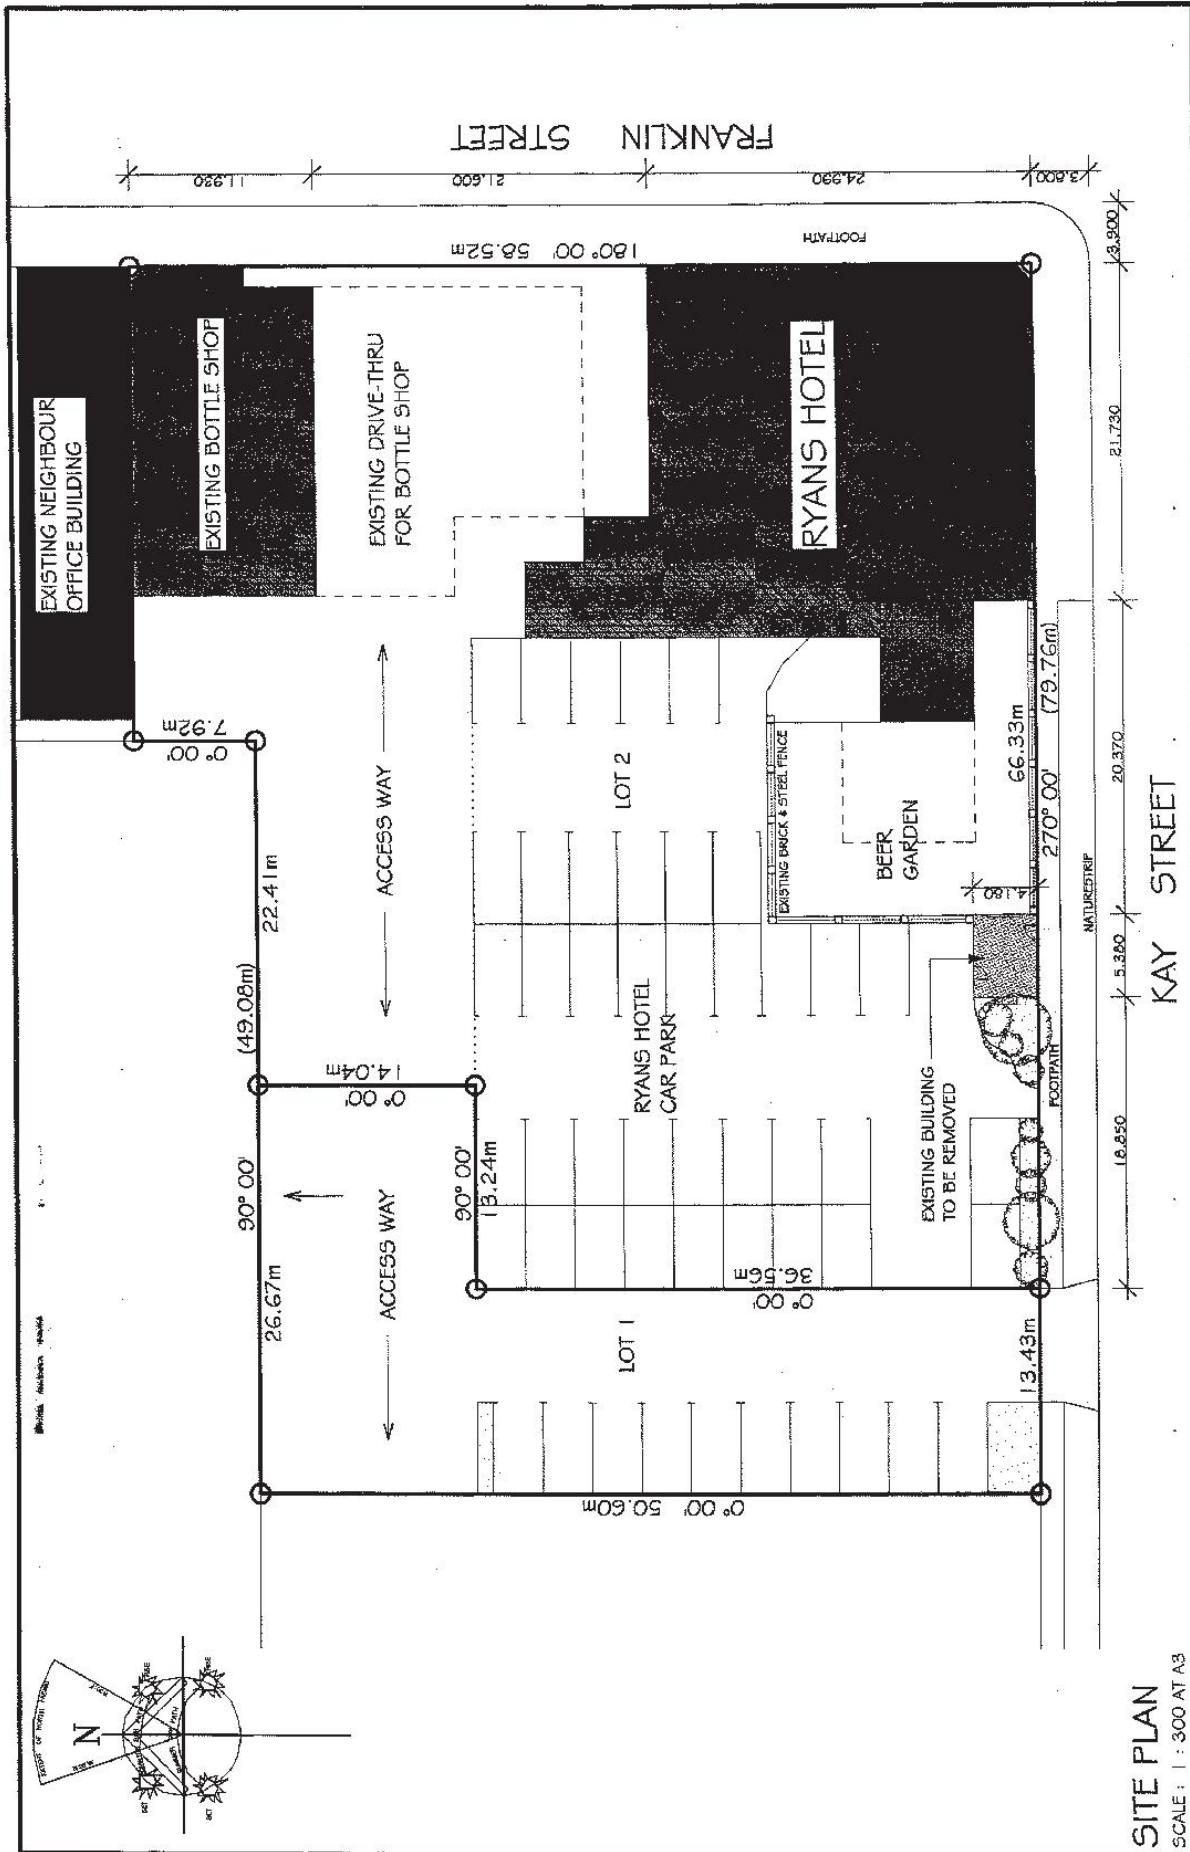 N
SET
SET
EXISTING NEIGHBOUR
OFFICE BUILDING
EXISTING BOTTLE SHOP
EXISTING DRIVE-THRU
FOR BOTTLE SHOP
RYANS HOTEL
FRANKLIN STREET
11.930
21.600
24.990
3.800
180° 00' 58.52m
FOOTPATH
0° 00'
7.92m
22.41m
(49.08m)
90° 00'
26.67m
ACCESS WAY
ACCESS WAY
0° 00'
14.04m
90° 00'
13.24m
LOT 2
LOT 1
RYANS HOTEL
CAR PARK
EXISTING BRICK & STEEL FENCE
BEER
GARDEN
4.180
EXISTING BUILDING
TO BE REMOVED
0° 00'
36.56m
0° 00' 50.60m
13.43m
66.33m
270° 00' (79.76m)
FOOTPATH
NATURESTRIP
18.850
5.380
20.370
21.730
3.900
KAY STREET
SITE PLAN
SCALE : 1 : 300 AT A3